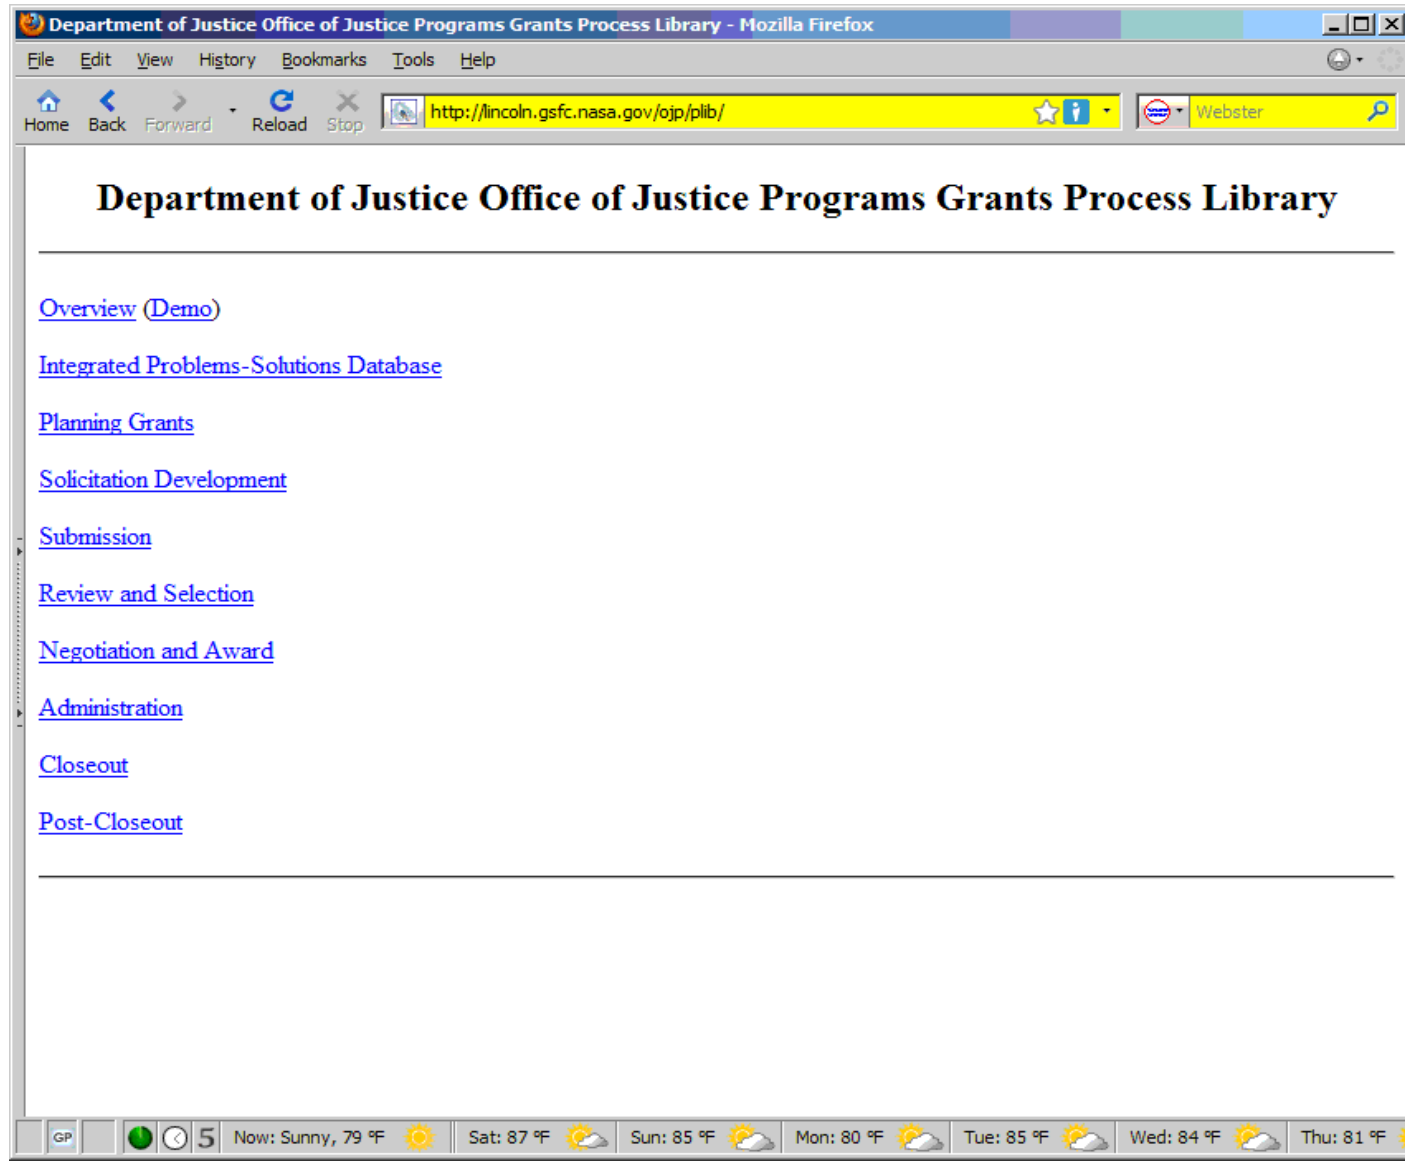 Department of Justice Office of Justice Programs Grants Process Library - Mozilla Firefox
File Edit View History Bookmarks Tools Help
Home Back Forward Reload Stop http://lincoln.gsfc.nasa.gov/ojp/plib/ Webster
Department of Justice Office of Justice Programs Grants Process Library
Overview (Demo)
Integrated Problems-Solutions Database
Planning Grants
Solicitation Development
Submission
Review and Selection
Negotiation and Award
Administration
Closeout
Post-Closeout
GP 5 Now: Sunny, 79 °F Sat: 87 °F Sun: 85 °F Mon: 80 °F Tue: 85 °F Wed: 84 °F Thu: 81 °F